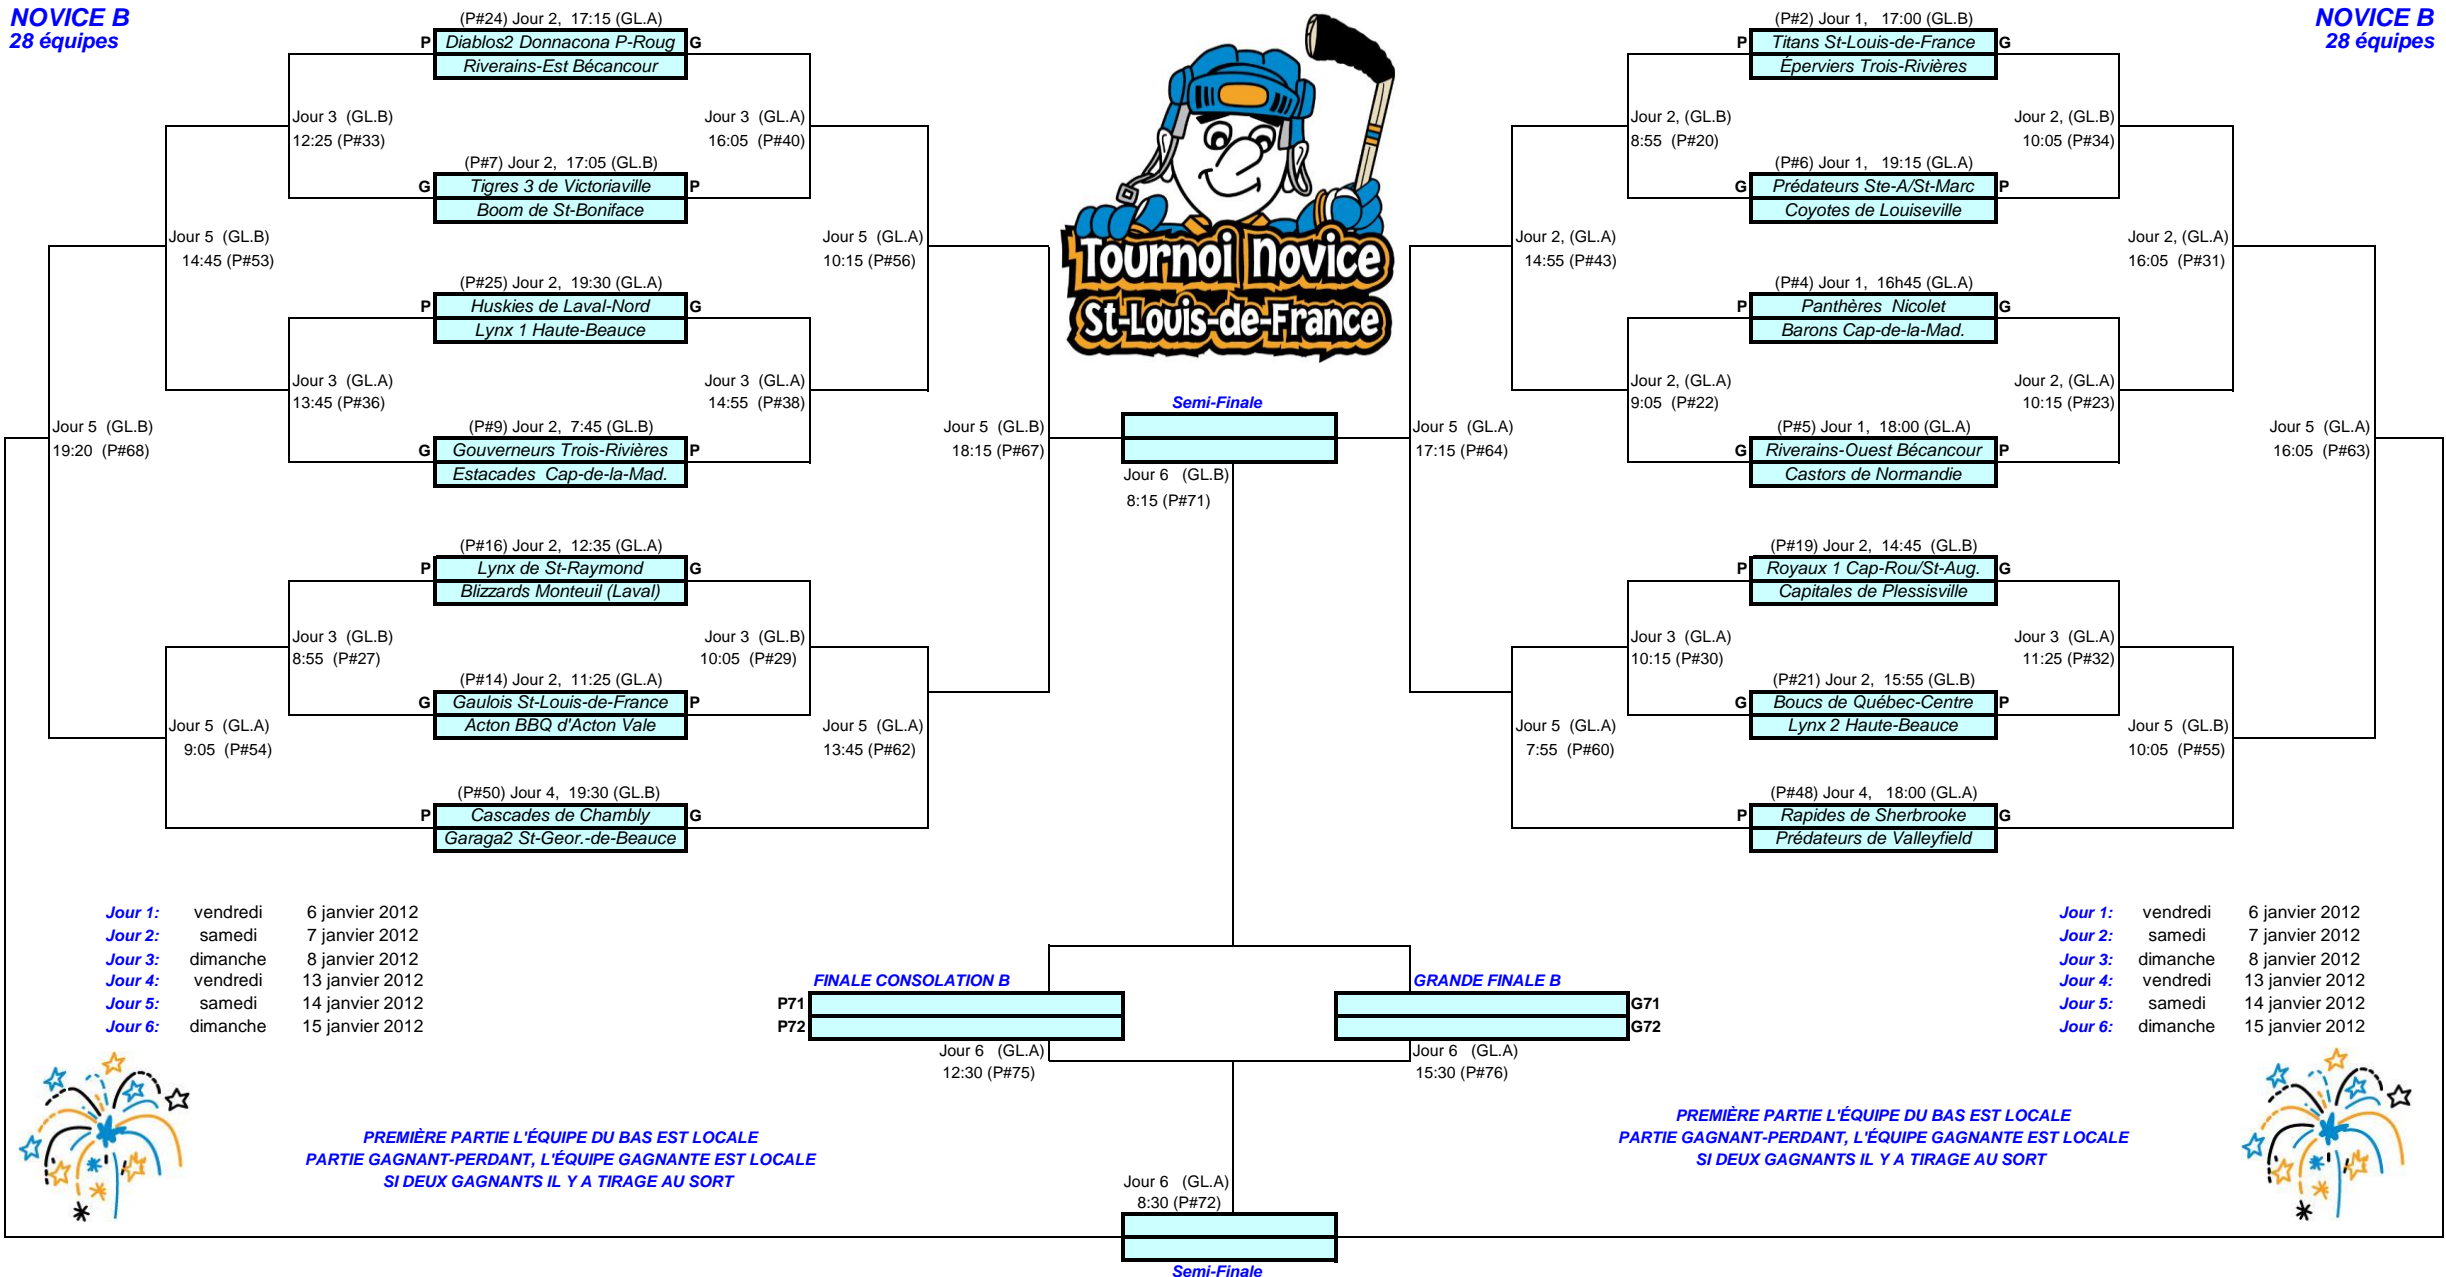 NOVICE B
28 équipes
(P#24) Jour 2, 17:15 (GL.A)
P Diablos2 Donnacona P-Roug G
Riverains-Est Bécancour
Jour 3 (GL.B)
12:25 (P#33)
Jour 3 (GL.A)
16:05 (P#40)
(P#7) Jour 2, 17:05 (GL.B)
G Tigres 3 de Victoriaville P
Boom de St-Boniface
Jour 5 (GL.B)
14:45 (P#53)
Jour 5 (GL.A)
10:15 (P#56)
(P#25) Jour 2, 19:30 (GL.A)
P Huskies de Laval-Nord G
Lynx 1 Haute-Beauce
Jour 3 (GL.A)
13:45 (P#36)
Jour 3 (GL.A)
14:55 (P#38)
(P#9) Jour 2, 7:45 (GL.B)
G Gouverneurs Trois-Rivières P
Estacades Cap-de-la-Mad.
Jour 5 (GL.B)
19:20 (P#68)
Jour 5 (GL.B)
18:15 (P#67)
(P#16) Jour 2, 12:35 (GL.A)
P Lynx de St-Raymond G
Blizzards Monteuil (Laval)
Jour 3 (GL.B)
8:55 (P#27)
Jour 3 (GL.B)
10:05 (P#29)
(P#14) Jour 2, 11:25 (GL.A)
G Gaulois St-Louis-de-France P
Acton BBQ d'Acton Vale
Jour 5 (GL.A)
9:05 (P#54)
Jour 5 (GL.A)
13:45 (P#62)
(P#50) Jour 4, 19:30 (GL.B)
P Cascades de Chambly G
Garaga2 St-Geor.-de-Beauce
Tournoi Novice
St-Louis-de-France
Semi-Finale
Jour 6 (GL.B)
8:15 (P#71)
NOVICE B
28 équipes
(P#2) Jour 1, 17:00 (GL.B)
P Titans St-Louis-de-France G
Éperviers Trois-Rivières
Jour 2, (GL.B)
8:55 (P#20)
Jour 2, (GL.B)
10:05 (P#34)
(P#6) Jour 1, 19:15 (GL.A)
G Prédateurs Ste-A/St-Marc P
Coyotes de Louiseville
Jour 2, (GL.A)
14:55 (P#43)
Jour 2, (GL.A)
16:05 (P#31)
(P#4) Jour 1, 16h45 (GL.A)
P Panthères Nicolet G
Barons Cap-de-la-Mad.
Jour 2, (GL.A)
9:05 (P#22)
Jour 2, (GL.A)
10:15 (P#23)
(P#5) Jour 1, 18:00 (GL.A)
G Riverains-Ouest Bécancour P
Castors de Normandie
Jour 5 (GL.A)
17:15 (P#64)
Jour 5 (GL.A)
16:05 (P#63)
(P#19) Jour 2, 14:45 (GL.B)
P Royaux 1 Cap-Rou/St-Aug. G
Capitales de Plessisville
Jour 3 (GL.A)
10:15 (P#30)
Jour 3 (GL.A)
11:25 (P#32)
(P#21) Jour 2, 15:55 (GL.B)
G Boucs de Québec-Centre P
Lynx 2 Haute-Beauce
Jour 5 (GL.A)
7:55 (P#60)
Jour 5 (GL.B)
10:05 (P#55)
(P#48) Jour 4, 18:00 (GL.A)
P Rapides de Sherbrooke G
Prédateurs de Valleyfield
Jour 1: vendredi 6 janvier 2012
Jour 2: samedi 7 janvier 2012
Jour 3: dimanche 8 janvier 2012
Jour 4: vendredi 13 janvier 2012
Jour 5: samedi 14 janvier 2012
Jour 6: dimanche 15 janvier 2012
FINALE CONSOLATION B
P71
P72
Jour 6 (GL.A)
12:30 (P#75)
GRANDE FINALE B
G71
G72
Jour 6 (GL.A)
15:30 (P#76)
Jour 1: vendredi 6 janvier 2012
Jour 2: samedi 7 janvier 2012
Jour 3: dimanche 8 janvier 2012
Jour 4: vendredi 13 janvier 2012
Jour 5: samedi 14 janvier 2012
Jour 6: dimanche 15 janvier 2012
PREMIÈRE PARTIE L'ÉQUIPE DU BAS EST LOCALE
PARTIE GAGNANT-PERDANT, L'ÉQUIPE GAGNANTE EST LOCALE
SI DEUX GAGNANTS IL Y A TIRAGE AU SORT
PREMIÈRE PARTIE L'ÉQUIPE DU BAS EST LOCALE
PARTIE GAGNANT-PERDANT, L'ÉQUIPE GAGNANTE EST LOCALE
SI DEUX GAGNANTS IL Y A TIRAGE AU SORT
Jour 6 (GL.A)
8:30 (P#72)
Semi-Finale